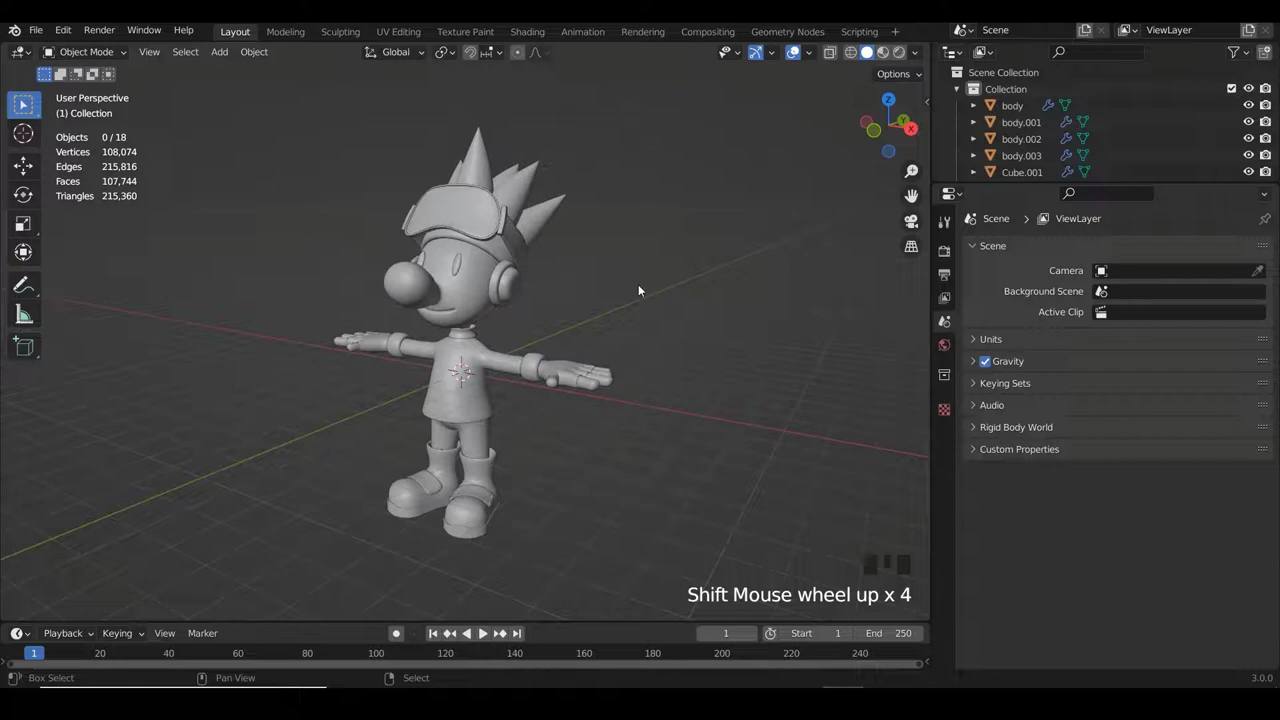 File Edit Render Window Help Layout Modeling Sculpting UV Editing Texture Paint Shading Animation Rendering Compositing Geometry Nodes Scripting + Scene ViewLayer
Object Mode View Select Add Object Global
Options
User Perspective
(1) Collection
Objects 0 / 18
Vertices 108,074
Edges 215,816
Faces 107,744
Triangles 215,360
Z
Y
X
Scene Collection
Collection
body
body.001
body.002
body.003
Cube.001
Scene > ViewLayer
Scene
Camera
Background Scene
Active Clip
Units
Gravity
Keying Sets
Audio
Rigid Body World
Custom Properties
Shift Mouse wheel up x 4
Playback Keying View Marker 1 Start 1 End 250
1 20 40 60 80 100 120 140 160 180 200 220 240
Box Select Pan View Select 3.0.0